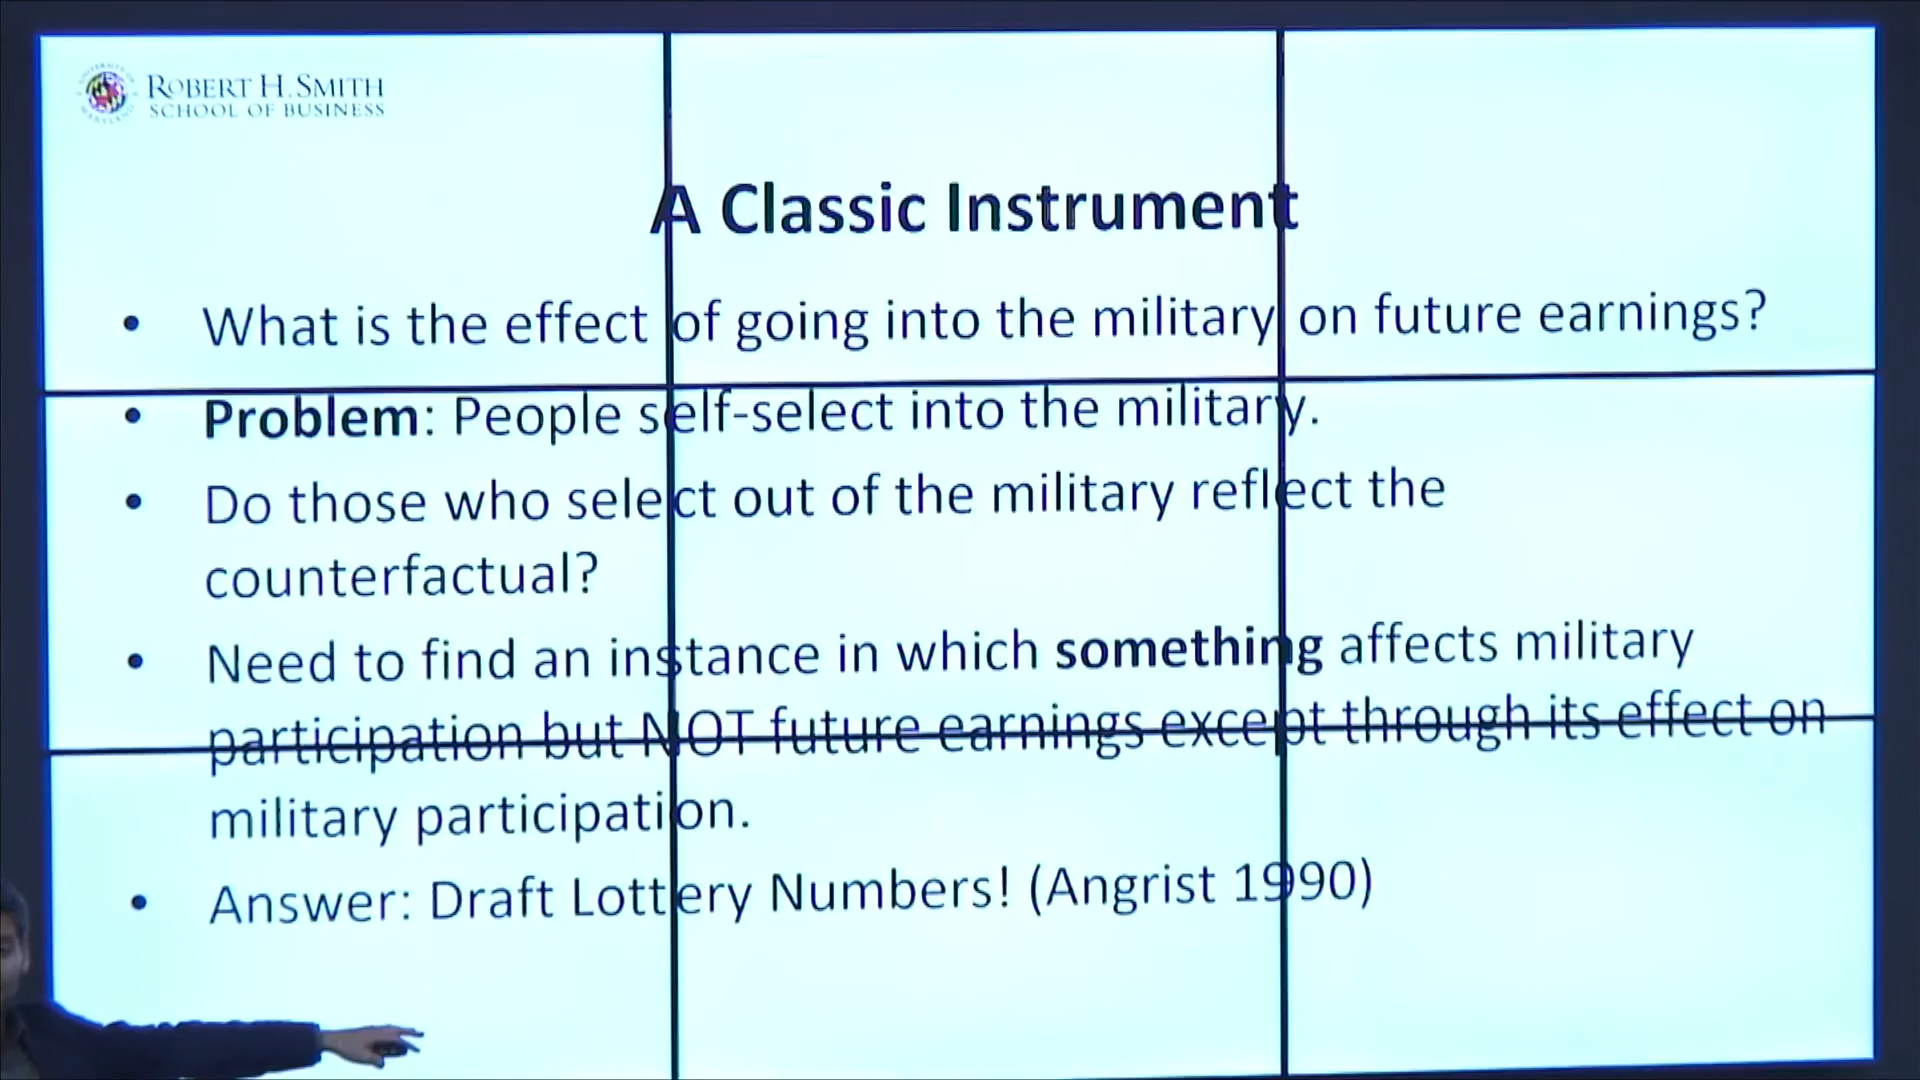 ROBERT H. SMITH
SCHOOL OF BUSINESS
A Classic Instrument
• What is the effect of going into the military on future earnings?
• Problem: People self-select into the military.
• Do those who select out of the military reflect the
counterfactual?
• Need to find an instance in which something affects military
participation but NOT future earnings except through its effect on
military participation.
• Answer: Draft Lottery Numbers! (Angrist 1990)